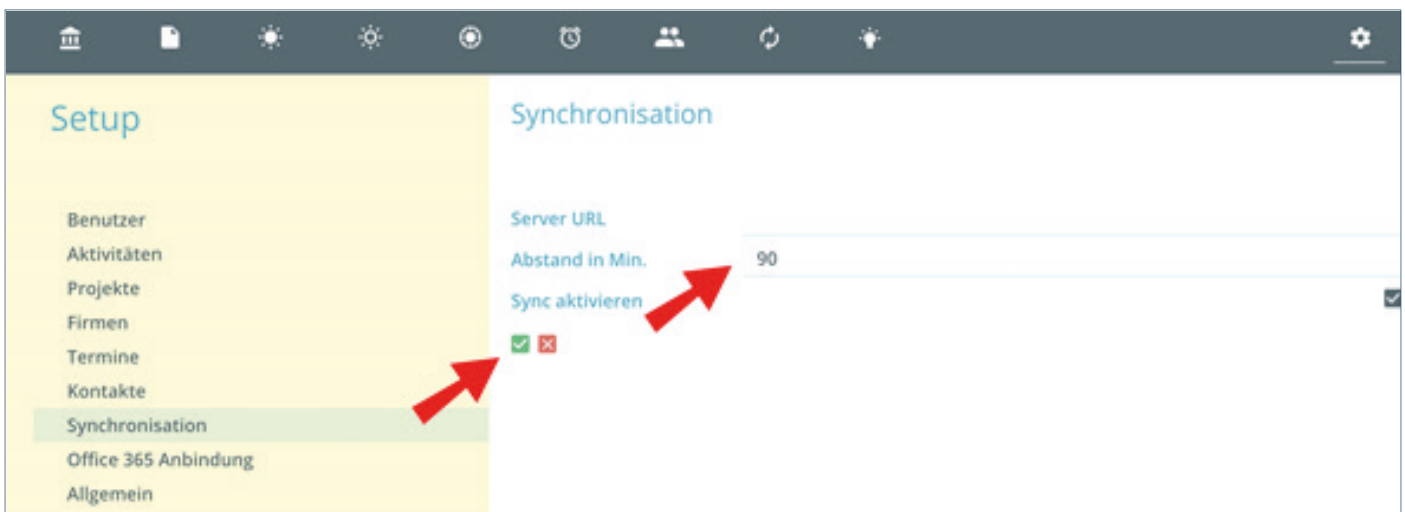 Setup
Benutzer
Aktivitäten
Projekte
Firmen
Termine
Kontakte
Synchronisation
Office 365 Anbindung
Allgemein
Synchronisation
Server URL
Abstand in Min. 90
Sync aktivieren